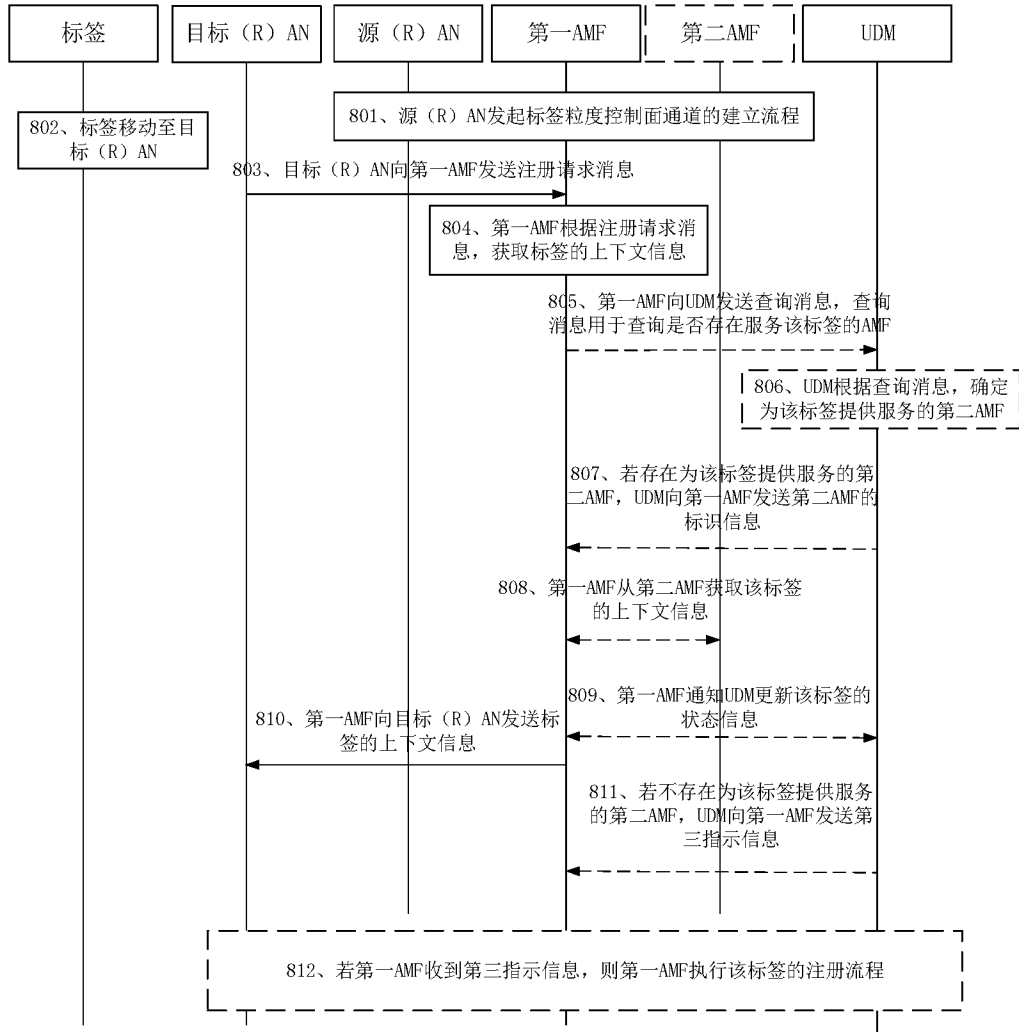 标签
目标（R）AN
源（R）AN
第一AMF
第二AMF
UDM
801、源（R）AN发起标签粒度控制面通道的建立流程
802、标签移动至目
标（R）AN
803、目标（R）AN向第一AMF发送注册请求消息
804、第一AMF根据注册请求消
息，获取标签的上下文信息
805、第一AMF向UDM发送查询消息，查询
消息用于查询是否存在服务该标签的AMF
806、UDM根据查询消息，确定
为该标签提供服务的第二AMF
807、若存在为该标签提供服务的第
二AMF，UDM向第一AMF发送第二AMF的
标识信息
808、第一AMF从第二AMF获取该标签
的上下文信息
809、第一AMF通知UDM更新该标签的
状态信息
810、第一AMF向目标（R）AN发送标
签的上下文信息
811、若不存在为该标签提供服务
的第二AMF，UDM向第一AMF发送第
三指示信息
812、若第一AMF收到第三指示信息，则第一AMF执行该标签的注册流程